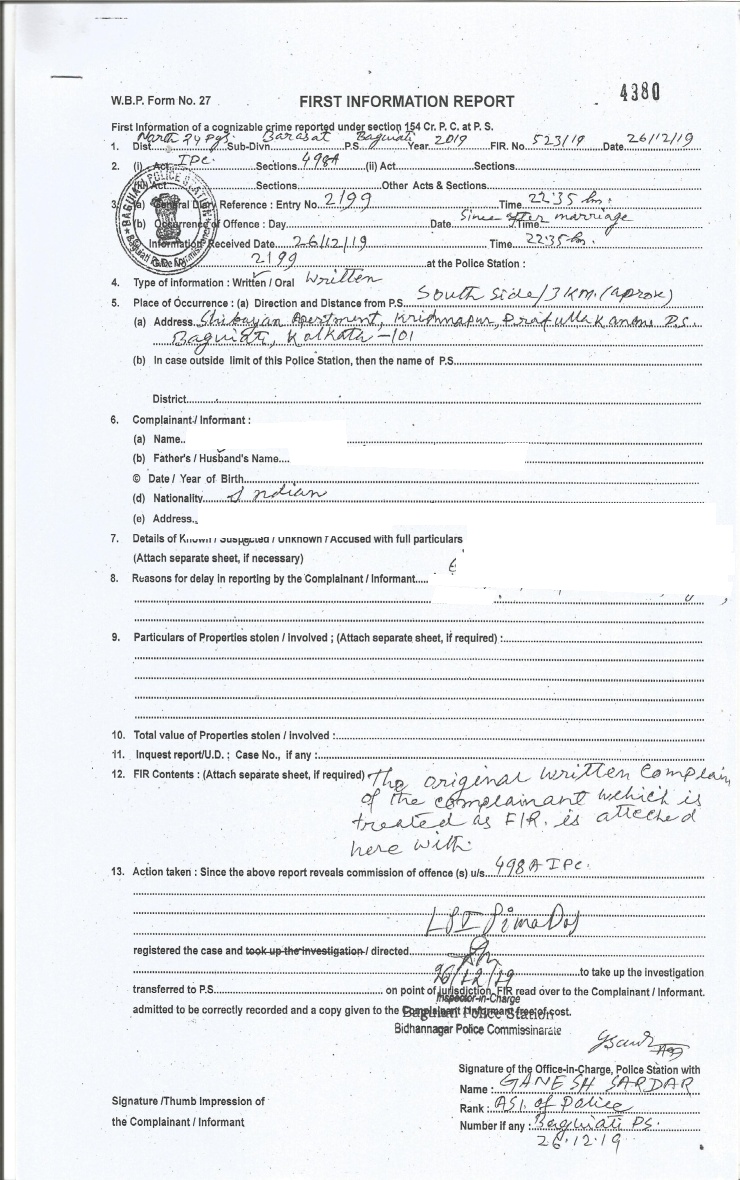 W.B.P. Form No. 27
FIRST INFORMATION REPORT
4380
First Information of a cognizable crime reported under section 154 Cr. P. C. at P. S.
1. Dist. North 24 Pgs. Sub-Divn. Barasat P.S. Baguiati Year 2019 FIR. No. 523/19 Date 26/12/19
2. (i) Act IPC. Sections 498A (ii) Act Sections
(iii) Act Sections Other Acts & Sections
3. (a) General Diary Reference : Entry No. 2199 Time 22:35 hrs.
(b) Occurrence of Offence : Day Date Since after marriage Time
Information Received Date 26/12/19 Time 22:35 hrs.
G.D. No. 2199 at the Police Station :
BAGUIATI POLICE STATION
4. Type of information : Written / Oral Written
5. Place of Occurrence : (a) Direction and Distance from P.S. South Side/3 KM. (aprox)
(a) Address Shibayan Apertment, Krishnapur, Prafulla Kanan, P.S.
Baguiati, Kolkata - 101
(b) In case outside limit of this Police Station, then the name of P.S.
District
6. Complainant / Informant :
(a) Name
(b) Father's / Husband's Name
© Date / Year of Birth
(d) Nationality Indian
(e) Address
7. Details of Known / Suspected / Unknown / Accused with full particulars
(Attach separate sheet, if necessary)
8. Reasons for delay in reporting by the Complainant / Informant
9. Particulars of Properties stolen / Involved ; (Attach separate sheet, if required) :
10. Total value of Properties stolen / involved :
11. Inquest report/U.D. ; Case No., if any :
12. FIR Contents : (Attach separate sheet, if required) The original written Complain
of the complainant which is
treated as FIR. is atteched
here with.
13. Action taken : Since the above report reveals commission of offence (s) u/s. 498A IPC.
LSI Rima Das
registered the case and took up the investigation / directed
26/12/19 to take up the investigation
transferred to P.S. on point of jurisdiction, FIR read over to the Complainant / Informant.
Inspector-in-Charge
admitted to be correctly recorded and a copy given to the Complainant / Informant free of cost.
Baguiati Police Station
Bidhannagar Police Commissinarate
Signature of the Office-in-Charge, Police Station with
Name : GANESH SARDAR
Signature /Thumb Impression of
Rank : ASI. of Police
the Complainant / Informant
Number if any : Baguiati PS.
26.12.19